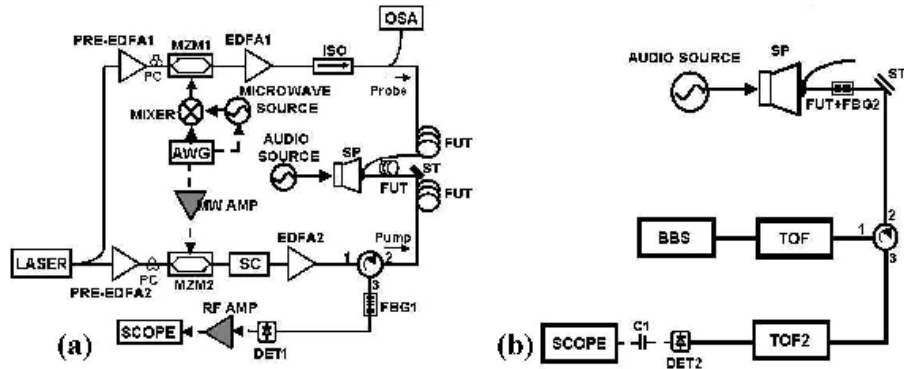 OSA
PRE-EDFA1
MZM1
EDFA1
ISO
PC
Probe
MICROWAVE
SOURCE
MIXER
AUDIO
SOURCE
SP
AWG
FUT
FUT
ST
FUT
MW AMP
EDFA2
Pump
LASER
SC
1
2
3
PC
MZM2
PRE-EDFA2
RF AMP
FBG1
SCOPE
DET1
(a)
SP
AUDIO SOURCE
ST
FUT+FBG2
2
BBS
TOF
1
3
C1
SCOPE
TOF2
DET2
(b)